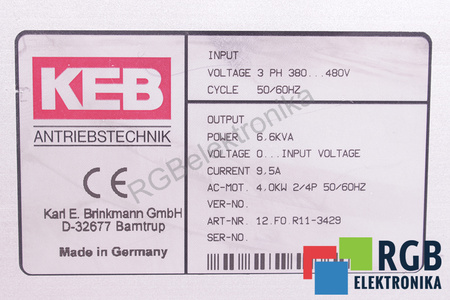 KEB
ANTRIEBSTECHNIK
CE
Karl E. Brinkmann GmbH
D-32677 Barntrup
Made in Germany
INPUT
VOLTAGE 3 PH 380...480V
CYCLE 50/60HZ
OUTPUT
POWER 6.6KVA
VOLTAGE 0...INPUT VOLTAGE
CURRENT 9.5A
AC-MOT. 4.0KW 2/4P 50/60HZ
VER-NO.
ART-NR. 12.F0 R11-3429
SER-NO.
RGBelektronika
RGB
ELEKTRONIKA